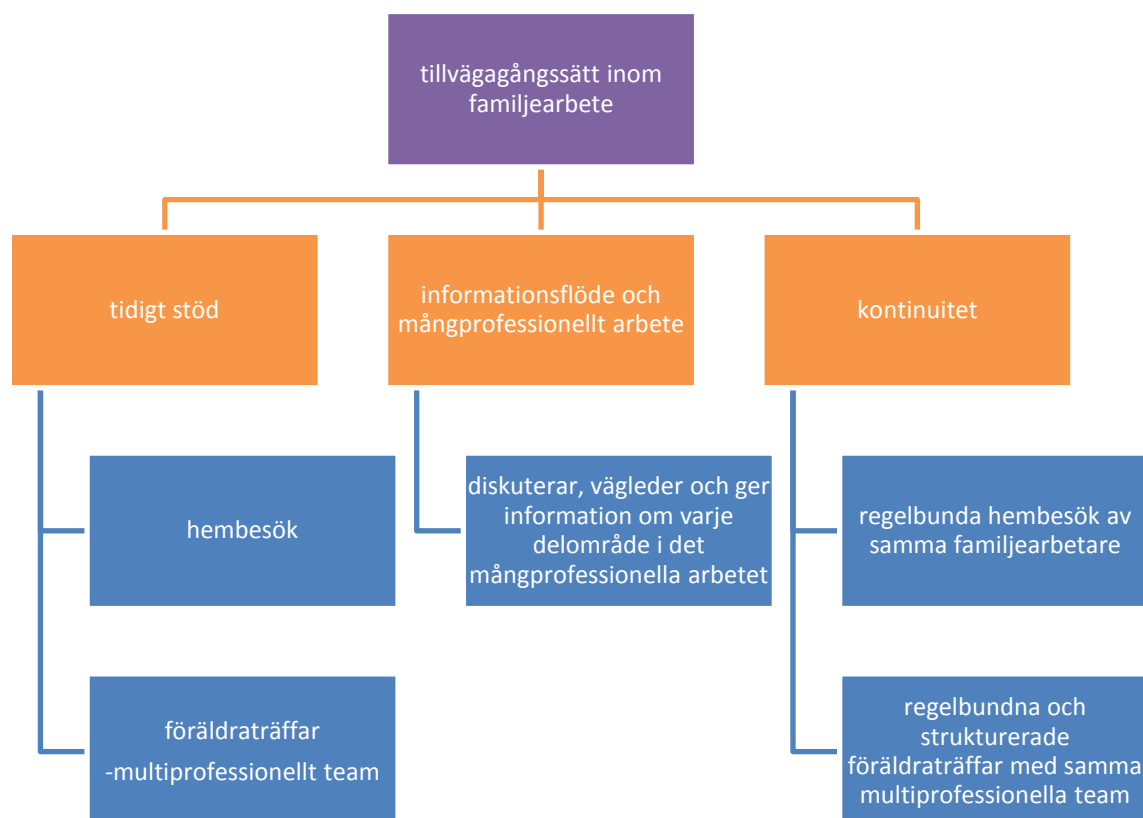 tillvägagångssätt inom
familjearbete
tidigt stöd
informationsflöde och
mångprofessionellt arbete
kontinuitet
hembesök
diskuterar, vägleder och ger
information om varje
delområde i det
mångprofessionella arbetet
regelbunda hembesök av
samma familjearbetare
föräldraträffar
-multiprofessionellt team
regelbundna och
strukturerade
föräldraträffar med samma
multiprofessionella team